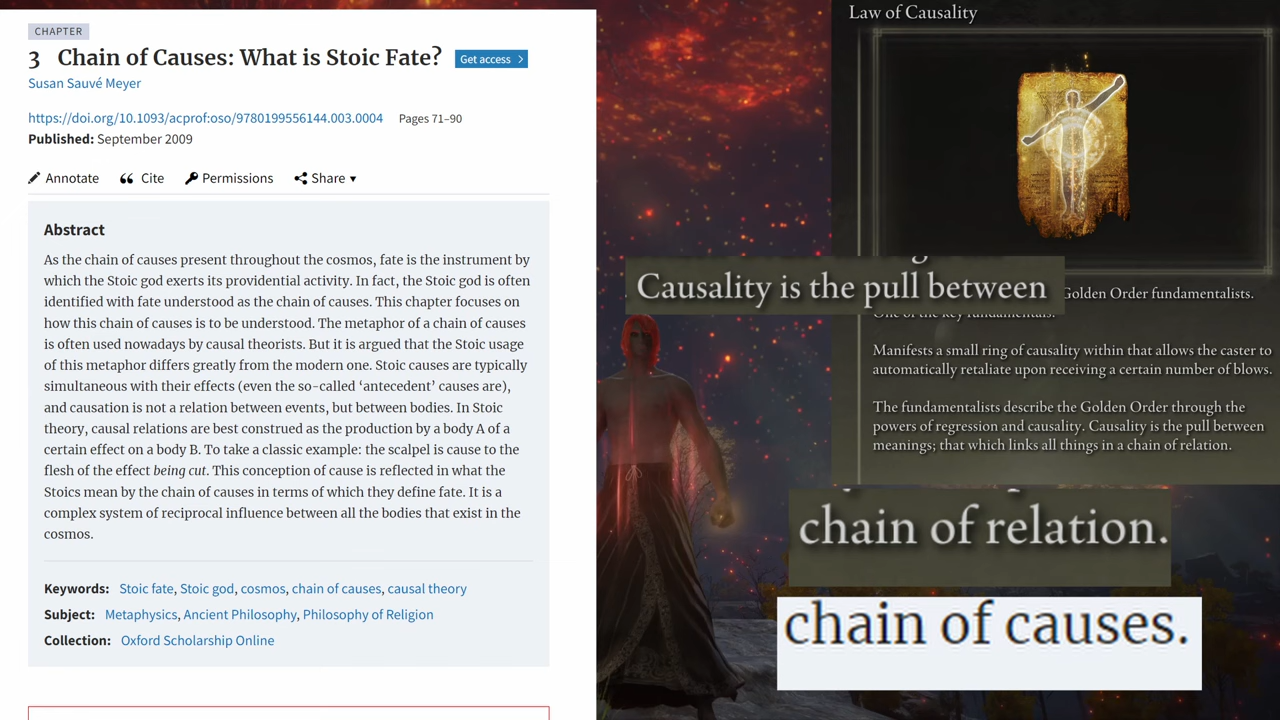 CHAPTER
3 Chain of Causes: What is Stoic Fate? Get access >
Susan Sauvé Meyer
https://doi.org/10.1093/acprof:oso/9780199556144.003.0004 Pages 71–90
Published: September 2009
Annotate Cite Permissions Share
Abstract
As the chain of causes present throughout the cosmos, fate is the instrument by
which the Stoic god exerts its providential activity. In fact, the Stoic god is often
identified with fate understood as the chain of causes. This chapter focuses on
how this chain of causes is to be understood. The metaphor of a chain of causes
is often used nowadays by causal theorists. But it is argued that the Stoic usage
of this metaphor differs greatly from the modern one. Stoic causes are typically
simultaneous with their effects (even the so-called ‘antecedent’ causes are),
and causation is not a relation between events, but between bodies. In Stoic
theory, causal relations are best construed as the production by a body A of a
certain effect on a body B. To take a classic example: the scalpel is cause to the
flesh of the effect being cut. This conception of cause is reflected in what the
Stoics mean by the chain of causes in terms of which they define fate. It is a
complex system of reciprocal influence between all the bodies that exist in the
cosmos.
Keywords: Stoic fate, Stoic god, cosmos, chain of causes, causal theory
Subject: Metaphysics, Ancient Philosophy, Philosophy of Religion
Collection: Oxford Scholarship Online
Law of Causality
Causality is the pull between
Golden Order fundamentalists.
One of the key fundamentals.
Manifests a small ring of causality within that allows the caster to
automatically retaliate upon receiving a certain number of blows.
The fundamentalists describe the Golden Order through the
powers of regression and causality. Causality is the pull between
meanings; that which links all things in a chain of relation.
chain of relation.
chain of causes.